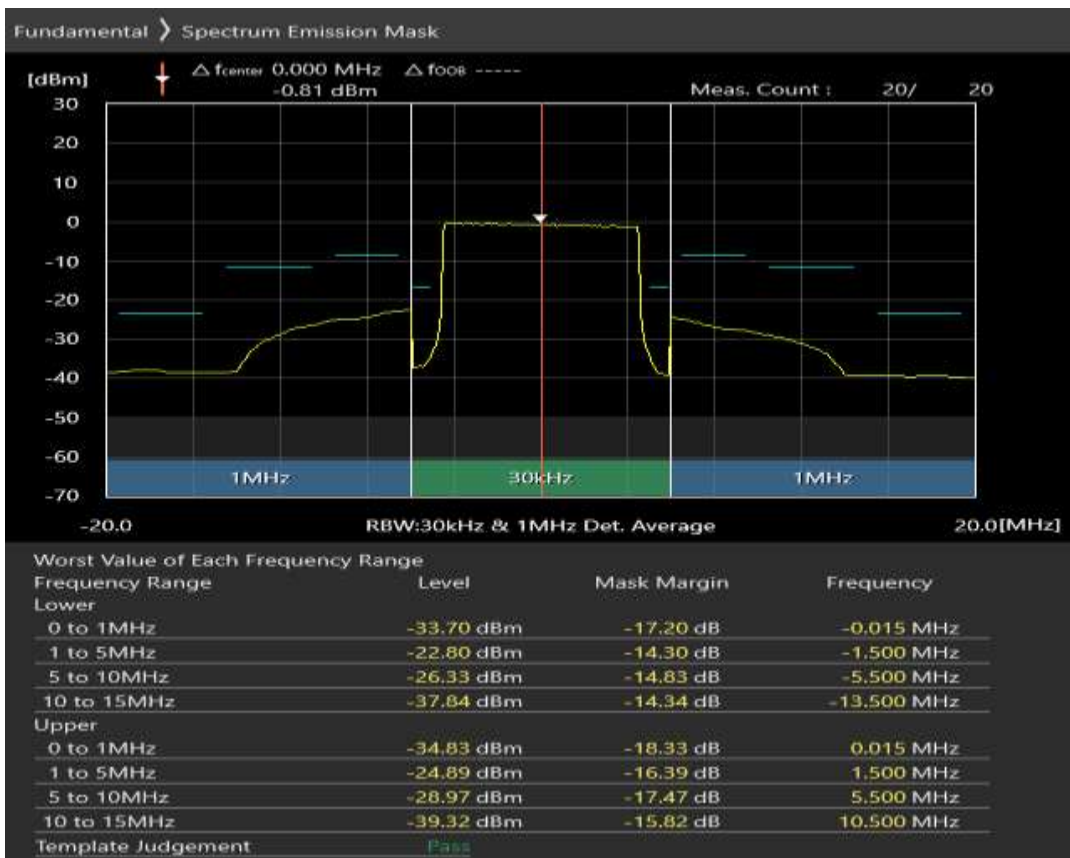 Fundamental ❯ Spectrum Emission Mask
[dBm] △ fcenter 0.000 MHz △ fOOB -----
-0.81 dBm Meas. Count : 20/ 20
30
20
10
0
-10
-20
-30
-40
-50
-60
1MHz 30kHz 1MHz
-70
-20.0 RBW:30kHz & 1MHz Det. Average 20.0[MHz]
Worst Value of Each Frequency Range
Frequency Range Level Mask Margin Frequency
Lower
0 to 1MHz -33.70 dBm -17.20 dB -0.015 MHz
1 to 5MHz -22.80 dBm -14.30 dB -1.500 MHz
5 to 10MHz -26.33 dBm -14.83 dB -5.500 MHz
10 to 15MHz -37.84 dBm -14.34 dB -13.500 MHz
Upper
0 to 1MHz -34.83 dBm -18.33 dB 0.015 MHz
1 to 5MHz -24.89 dBm -16.39 dB 1.500 MHz
5 to 10MHz -28.97 dBm -17.47 dB 5.500 MHz
10 to 15MHz -39.32 dBm -15.82 dB 10.500 MHz
Template Judgement Pass